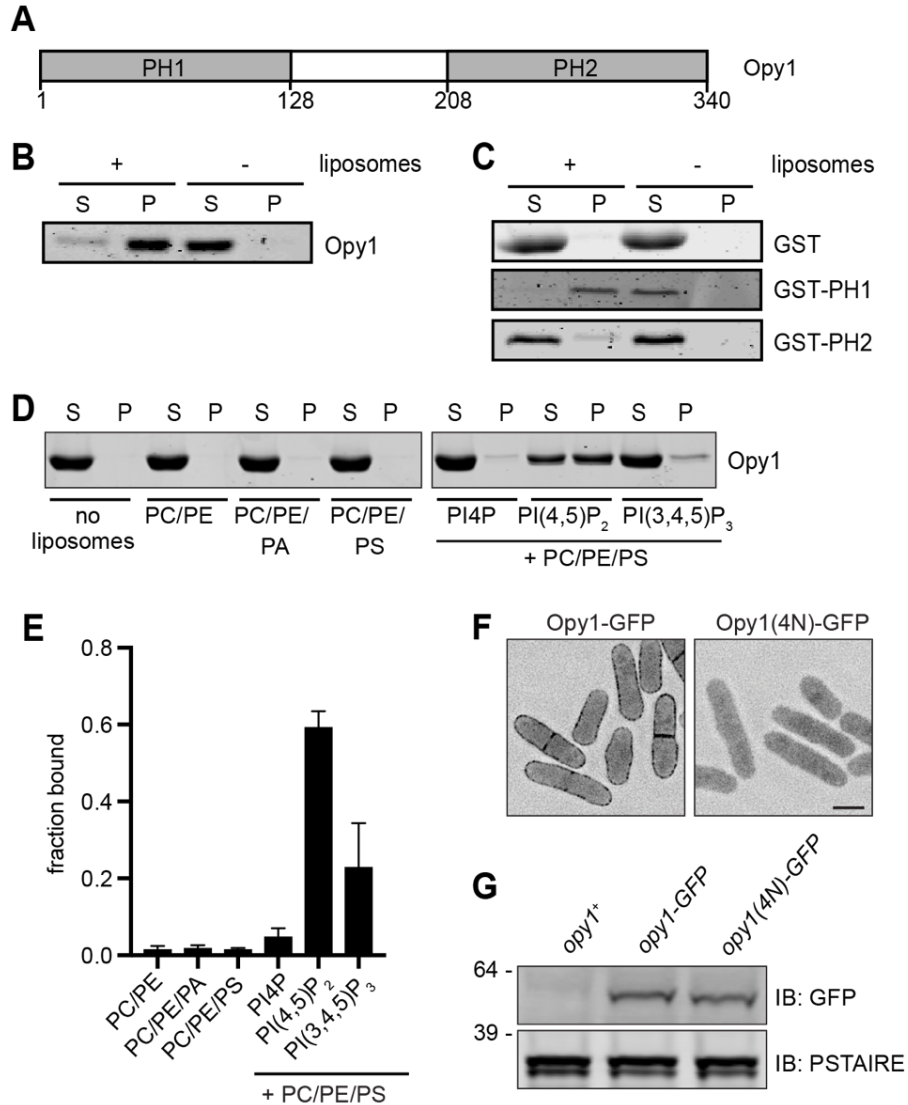 A
PH1 PH2 Opy1
1 128 208 340
B
+ - liposomes
S P S P
Opy1
C
+ - liposomes
S P S P
GST
GST-PH1
GST-PH2
D
S P S P S P S P S P S P S P
Opy1
no liposomes
PC/PE
PC/PE/PA
PC/PE/PS
PI4P PI(4,5)P2 PI(3,4,5)P3
+ PC/PE/PS
E
fraction bound
0.8
0.6
0.4
0.2
0.0
PC/PE
PC/PE/PA
PC/PE/PS
PI4P
PI(4,5)P2
PI(3,4,5)P3
+ PC/PE/PS
F
Opy1-GFP Opy1(4N)-GFP
G
opy1+ opy1-GFP opy1(4N)-GFP
64 -
IB: GFP
39 -
IB: PSTAIRE